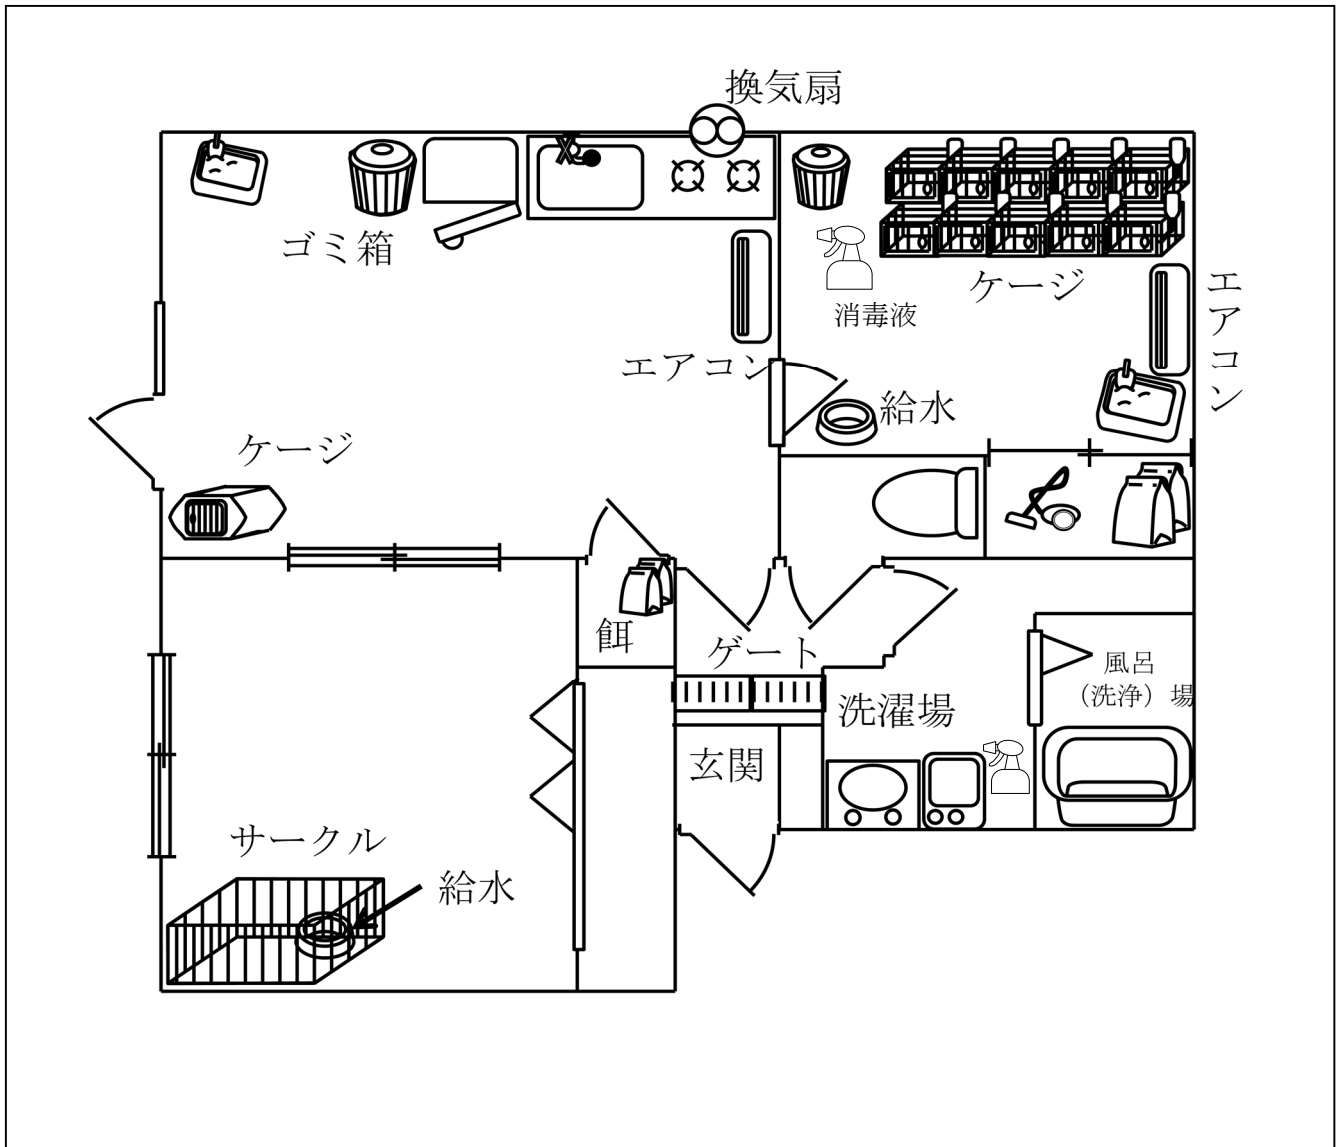 換気扇
ゴミ箱
ケージ
消毒液
エアコン
エアコン
給水
ケージ
餌
ゲート
風呂
（洗浄）場
洗濯場
玄関
サークル
給水